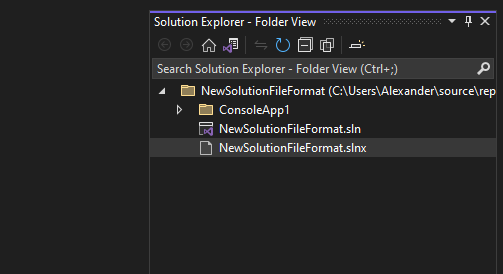 Solution Explorer - Folder View
Search Solution Explorer - Folder View (Ctrl+;)
NewSolutionFileFormat (C:\Users\Alexander\source\rep
ConsoleApp1
NewSolutionFileFormat.sln
NewSolutionFileFormat.slnx